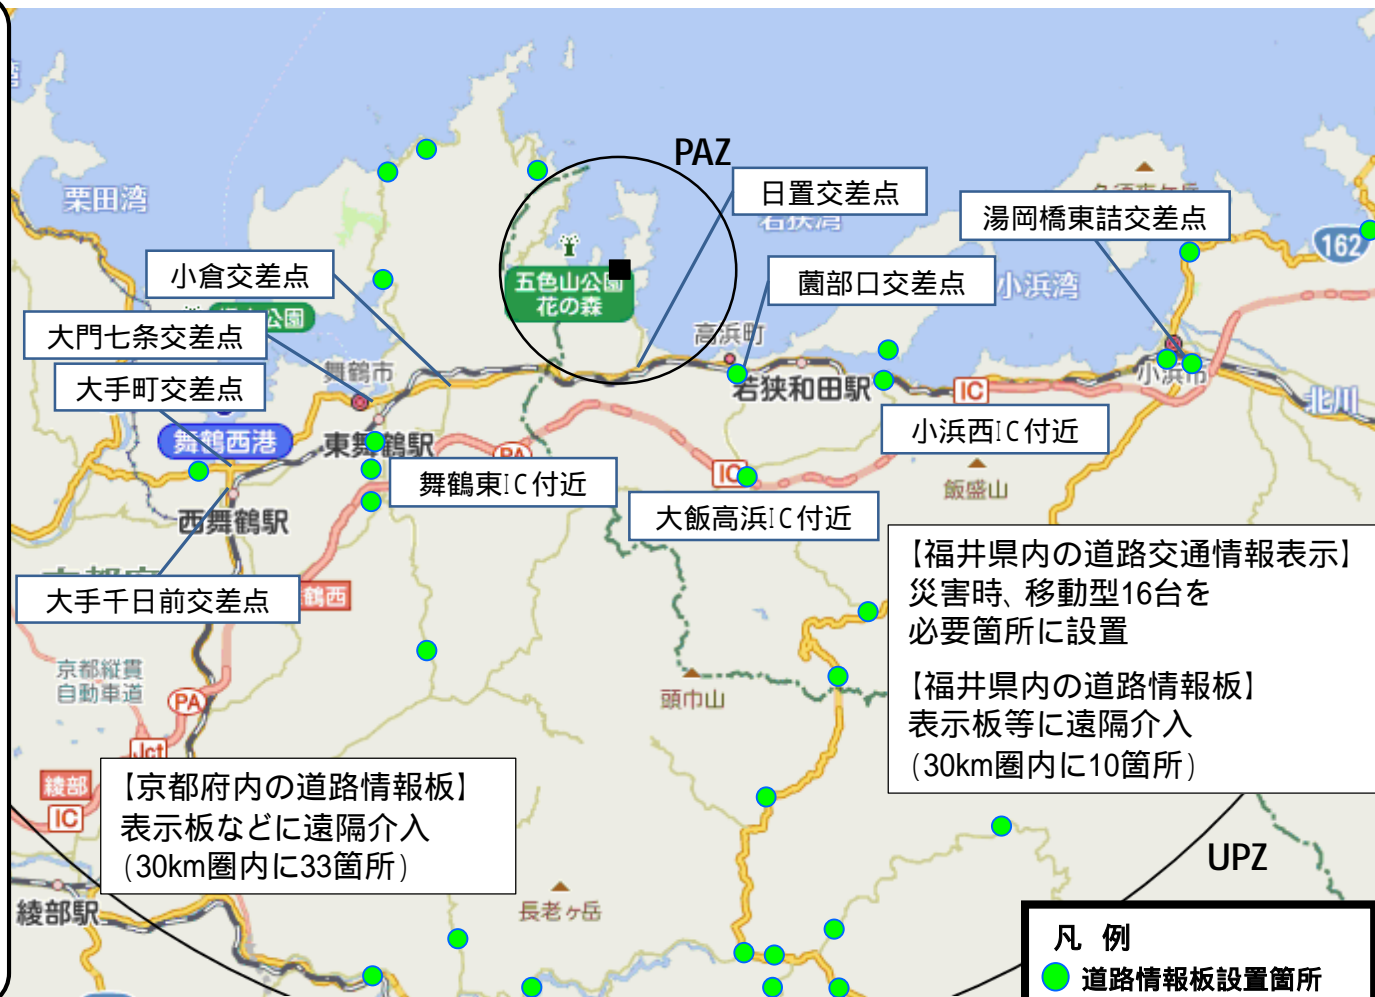 PAZ
栗田湾
日置交差点
若狭湾
湯岡橋東詰交差点
162
小倉交差点
五色山公園
花の森
薗部口交差点
小浜湾
公園
大門七条交差点
高浜町
舞鶴市
大手町交差点
若狭和田駅
IC
小浜市
北川
舞鶴西港
東舞鶴駅
PA
小浜西IC付近
舞鶴東IC付近
IC
飯盛山
大飯高浜IC付近
西舞鶴駅
【福井県内の道路交通情報表示】
災害時、移動型16台を
必要箇所に設置
大手千日前交差点
鶴西
京都縦貫
自動車道
PA
頭巾山
【福井県内の道路情報板】
表示板等に遠隔介入
(30km圏内に10箇所)
Jct
綾部
IC
【京都府内の道路情報板】
表示板などに遠隔介入
(30km圏内に33箇所)
UPZ
綾部駅
長老ヶ岳
凡 例
道路情報板設置箇所